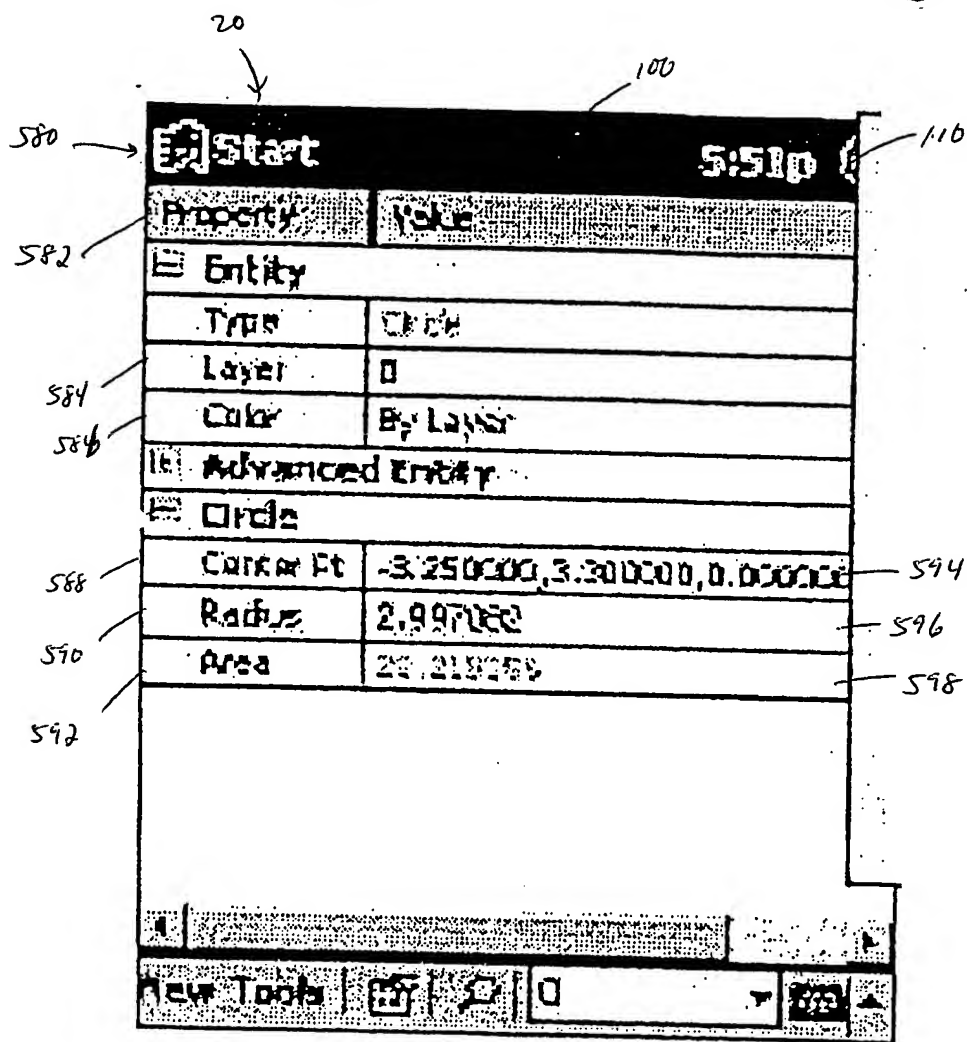 20
100
580
Start 5:51p
110
582
Property Value
Entity
Type Circle
584
Layer 0
586
Color By Layer
Advanced Entity
Circle
588
Center Pt -3.250000,3.300000,0.000000
594
590
Radius
596
592
Area
598
New Tools 0